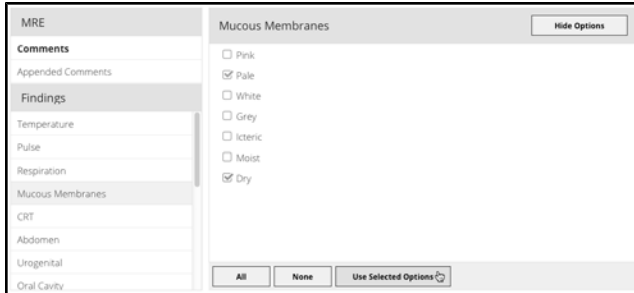 MRE
Comments
Appended Comments
Findings
Temperature
Pulse
Respiration
Mucous Membranes
CRT
Abdomen
Urogenital
Oral Cavity
Mucous Membranes
Hide Options
Pink
Pale
White
Grey
Icteric
Moist
Dry
All
None
Use Selected Options